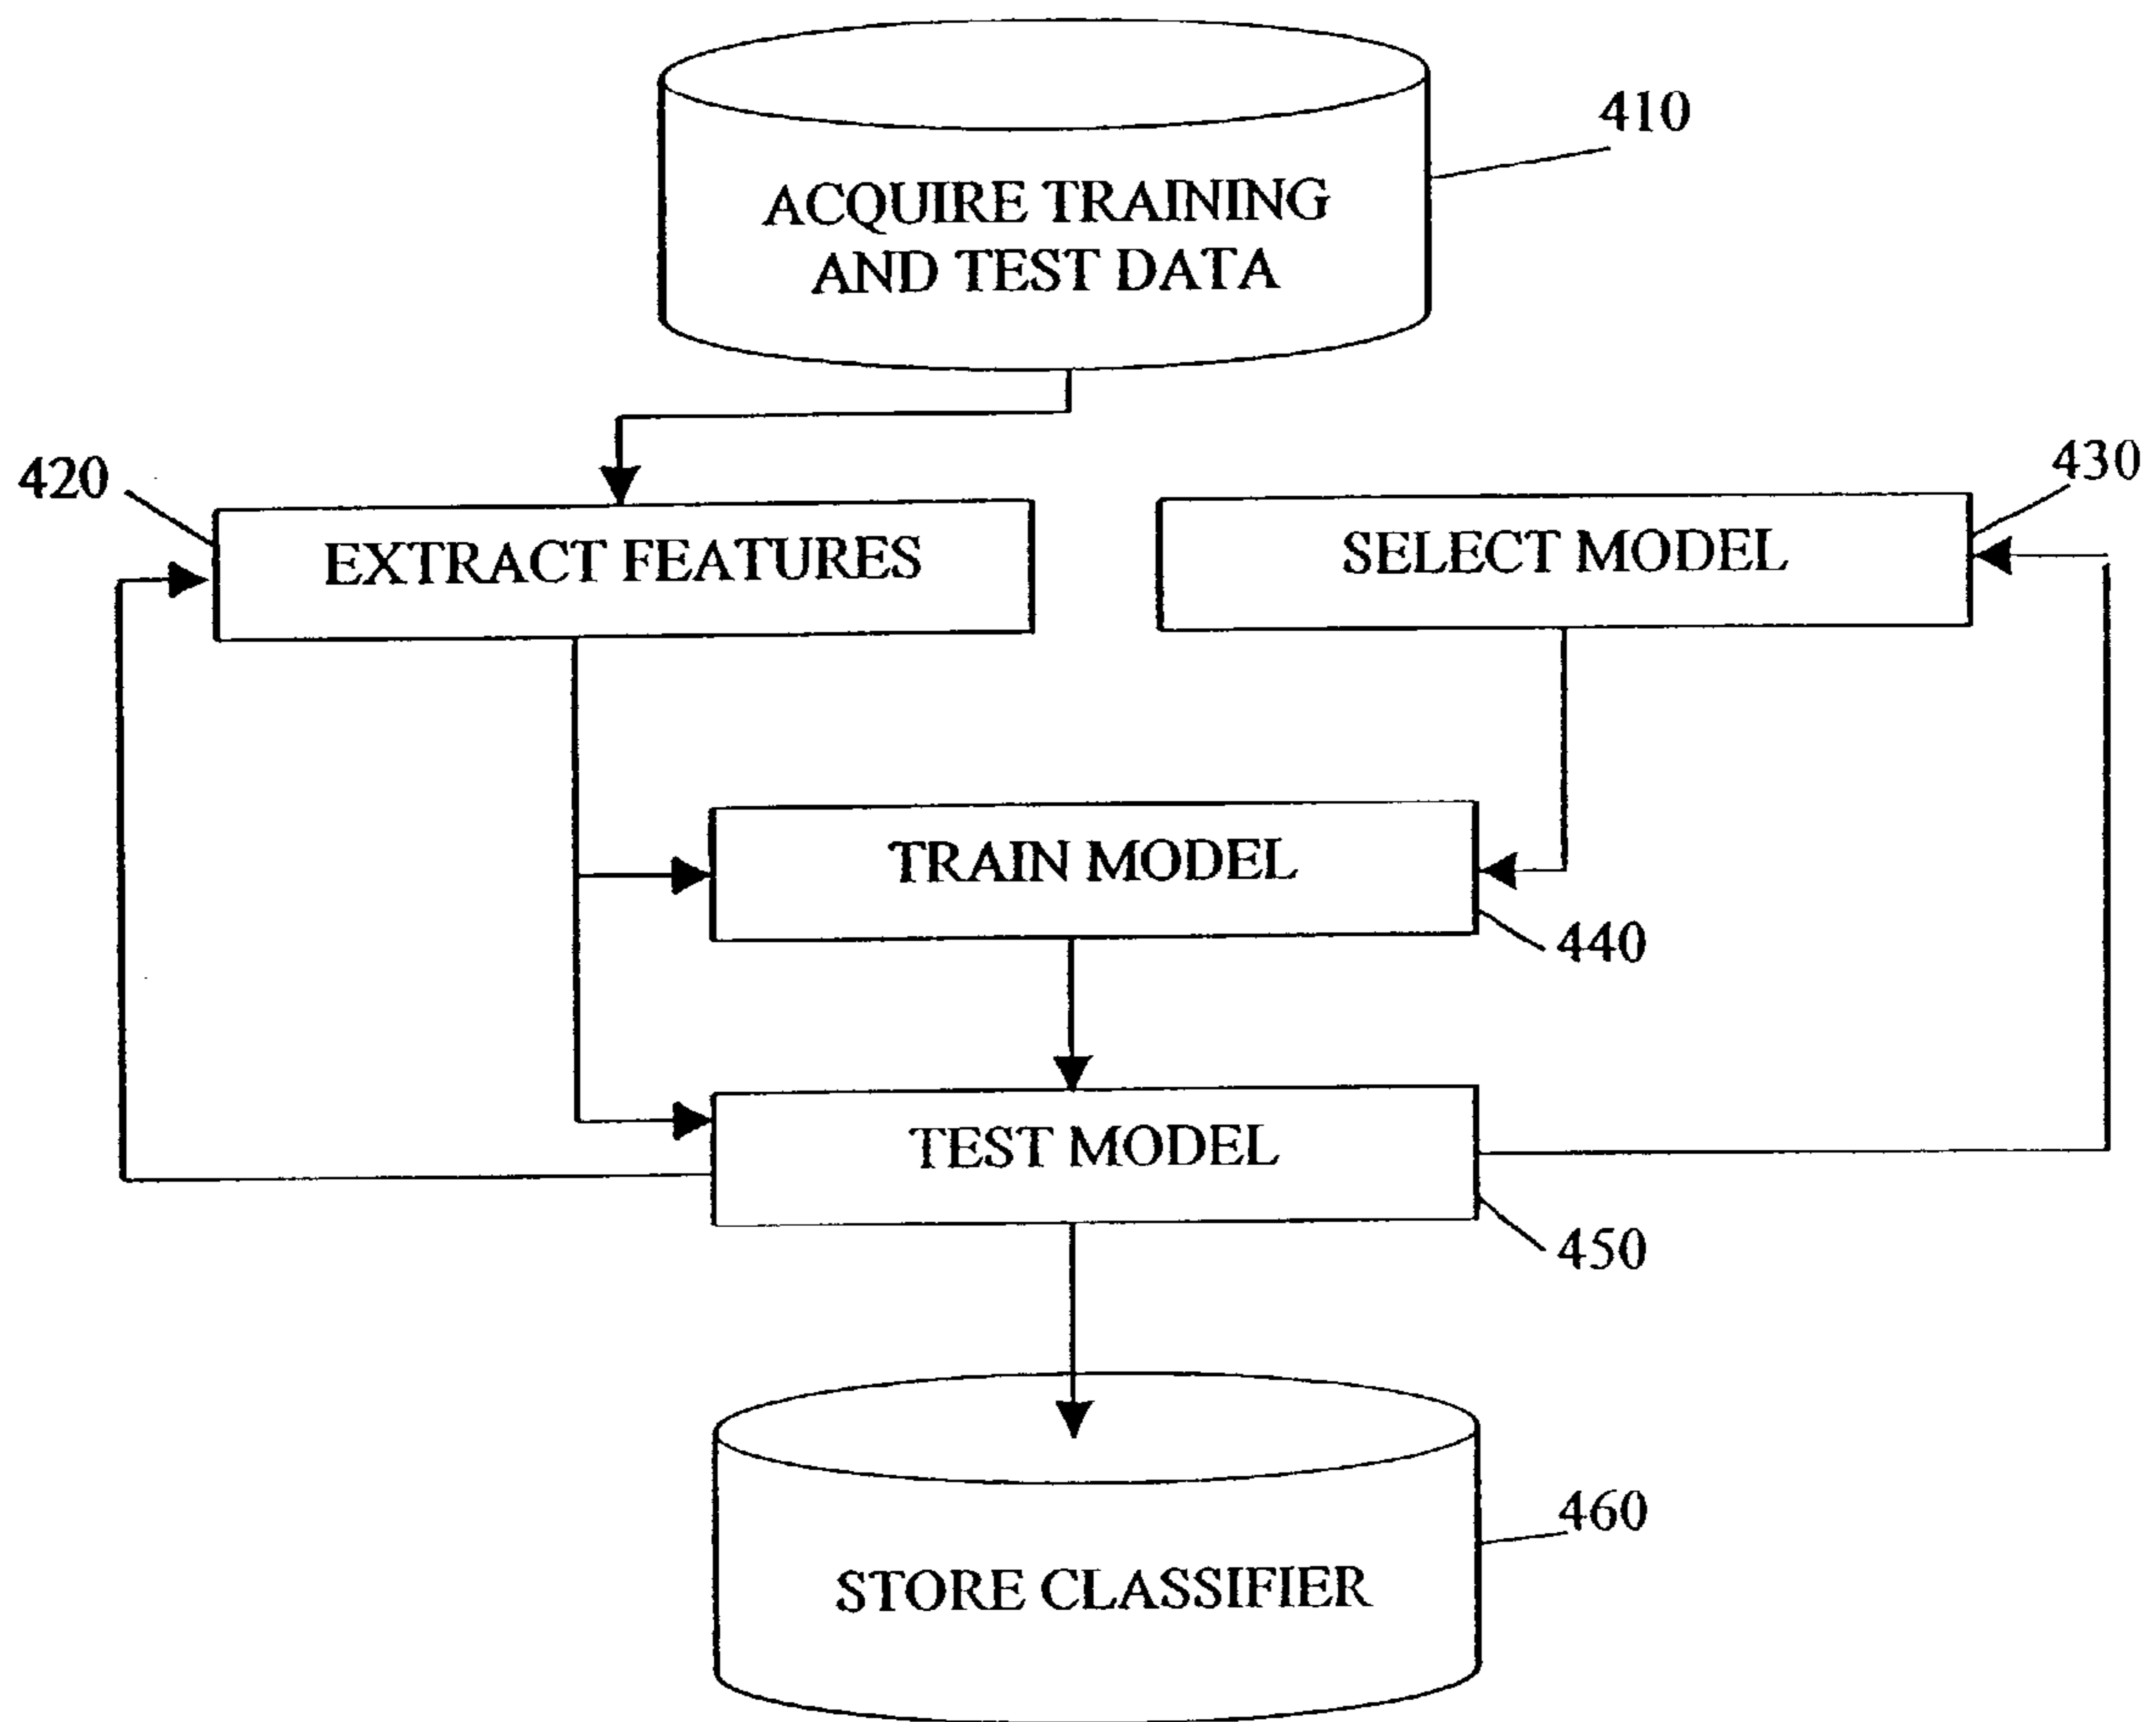 410
ACQUIRE TRAINING
AND TEST DATA
420
430
EXTRACT FEATURES
SELECT MODEL
TRAIN MODEL
440
TEST MODEL
450
460
STORE CLASSIFIER